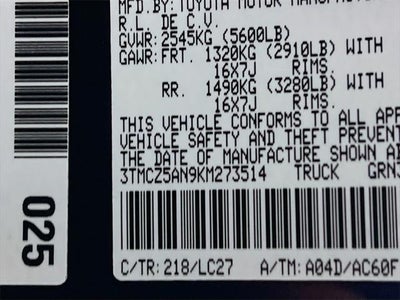 MFD.BY:TOYOTA MOTOR
R.L. DE C.V.
GVWR:2545KG (5600LB)
GAWR:FRT. 1320KG (2910LB) WITH
16X7J RIMS,
RR. 1490KG (3280LB) WITH
16X7J RIMS,
THIS VEHICLE CONFORMS TO ALL
VEHICLE SAFETY AND THEFT
THE DATE OF MANUFACTURE SHOWN
3TMCZ5AN9KM273514 TRUCK GRN
C/TR:218/LC27 A/TM:A04D/AC60F
025